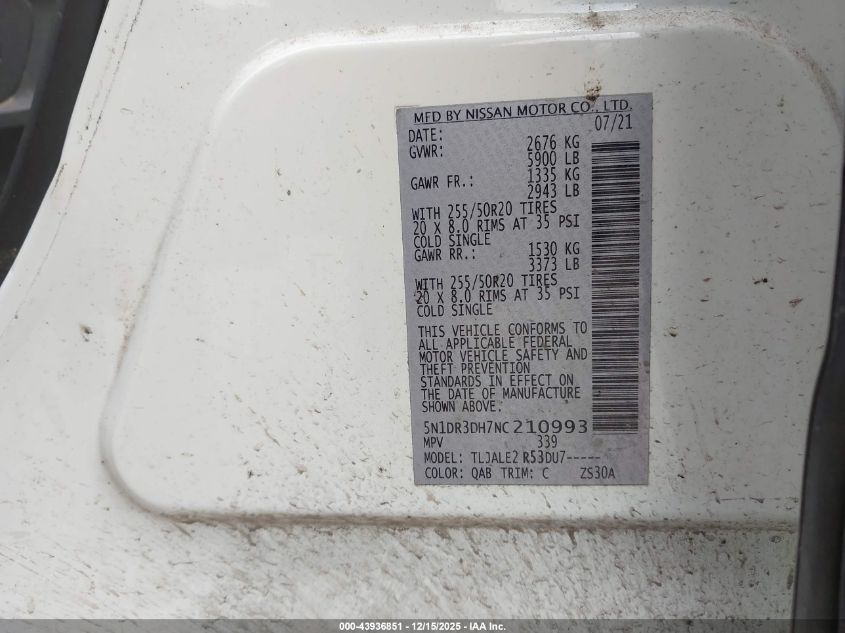 MFD BY NISSAN MOTOR CO., LTD.
DATE: 07/21
GVWR: 2676 KG
5900 LB
GAWR FR.: 1335 KG
2943 LB
WITH 255/50R20 TIRES
20 X 8.0 RIMS AT 35 PSI
COLD SINGLE
GAWR RR.: 1530 KG
3373 LB
WITH 255/50R20 TIRES
20 X 8.0 RIMS AT 35 PSI
COLD SINGLE
THIS VEHICLE CONFORMS TO
ALL APPLICABLE FEDERAL
MOTOR VEHICLE SAFETY AND
THEFT PREVENTION
STANDARDS IN EFFECT ON
THE DATE OF MANUFACTURE
SHOWN ABOVE.
5N1DR3DH7NC210993
MPV 339
MODEL: TLJALE2 R53DU7-----
COLOR: QAB TRIM: C ZS30A
000-43936851 - 12/15/2025 - IAA Inc.